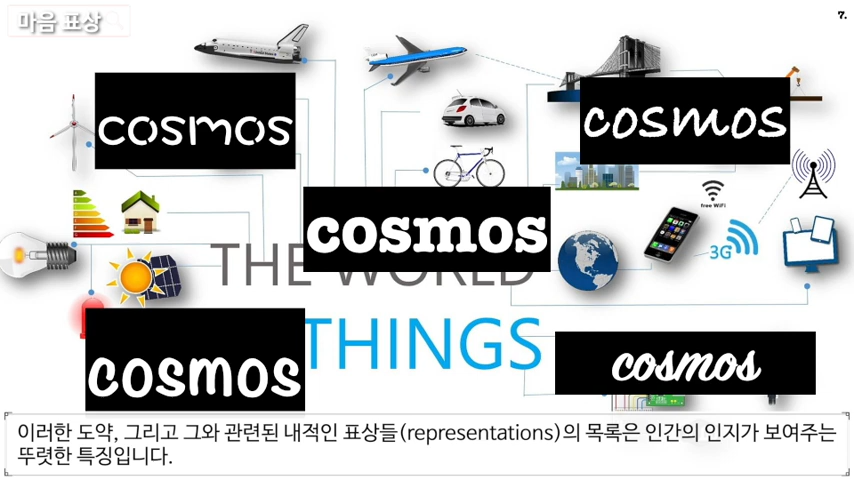 마음 표상
7.
cosmos
cosmos
cosmos
free WiFi
3G
THE WORLD
THINGS
cosmos
cosmos
이러한 도약, 그리고 그와 관련된 내적인 표상들(representations)의 목록은 인간의 인지가 보여주는
뚜렷한 특징입니다.